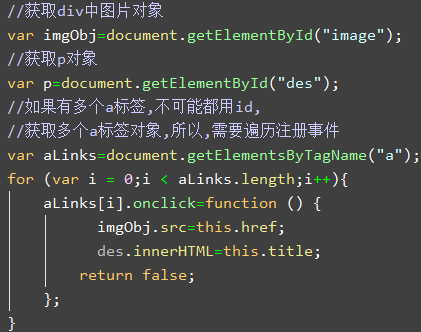 //获取div中图片对象
var imgObj=document.getElementById("image");
//获取p对象
var p=document.getElementById("des");
//如果有多个a标签,不可能都用id,
//获取多个a标签对象,所以,需要遍历注册事件
var aLinks=document.getElementsByTagName("a");
for (var i = 0;i < aLinks.length;i++){
aLinks[i].onclick=function () {
imgObj.src=this.href;
des.innerHTML=this.title;
return false;
};
}